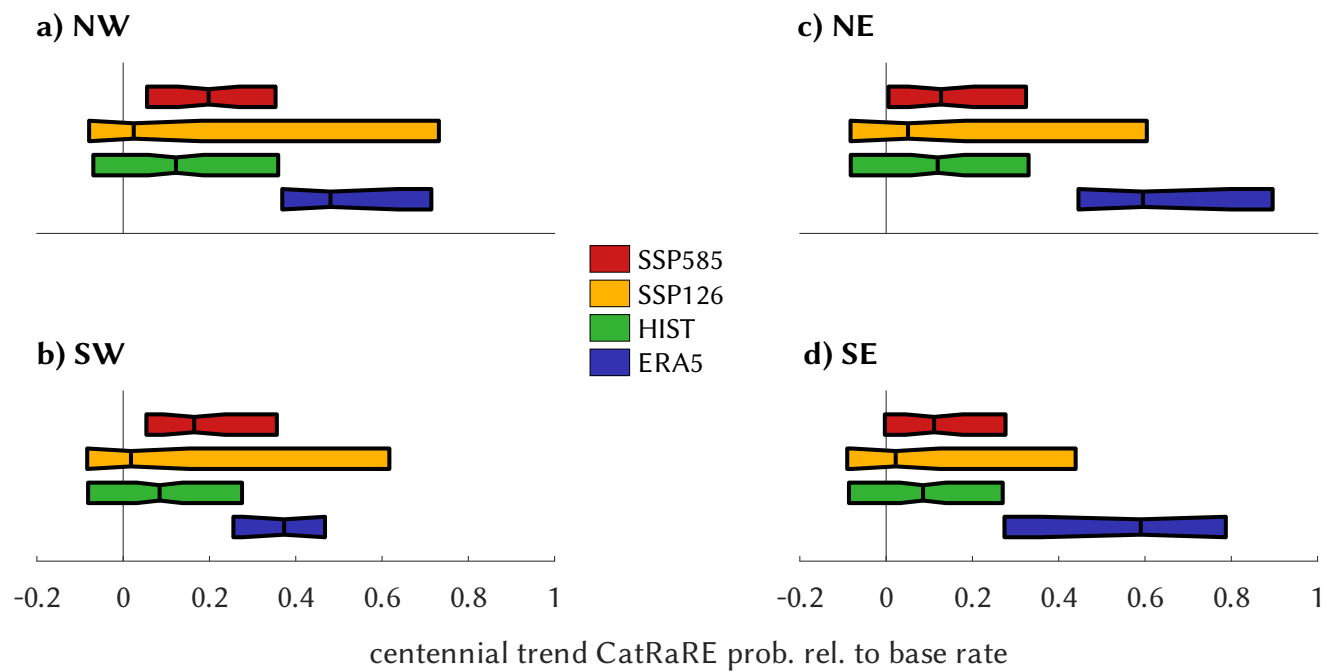 a) NW
c) NE
SSP585
SSP126
HIST
ERA5
b) SW
d) SE
-0.2 0 0.2 0.4 0.6 0.8 1
-0.2 0 0.2 0.4 0.6 0.8 1
centennial trend CatRaRE prob. rel. to base rate